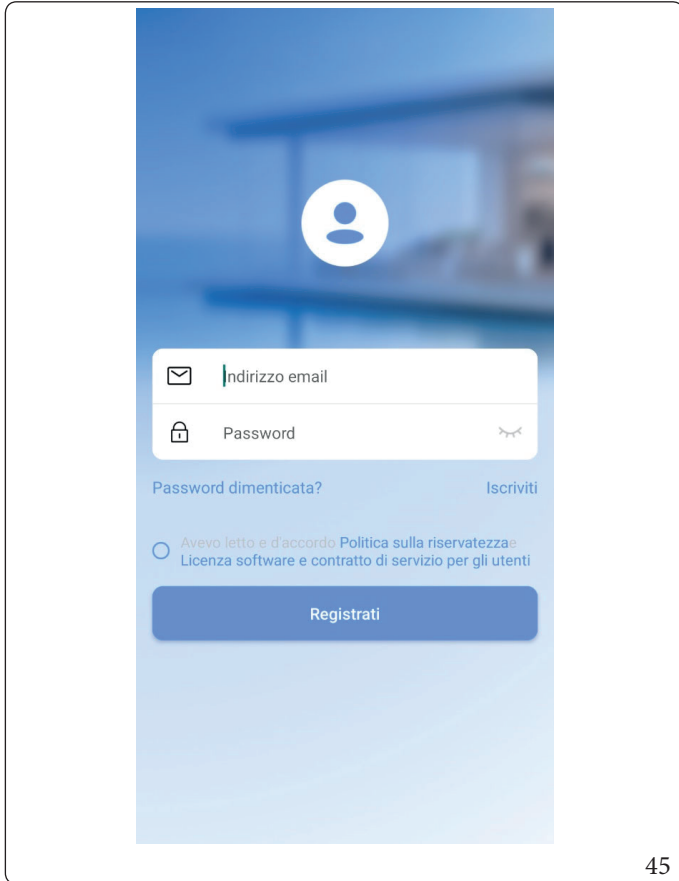 Indirizzo email
Password
Password dimenticata? Iscriviti
Avevo letto e d'accordo Politica sulla riservatezzae
Licenza software e contratto di servizio per gli utenti
Registrati
45